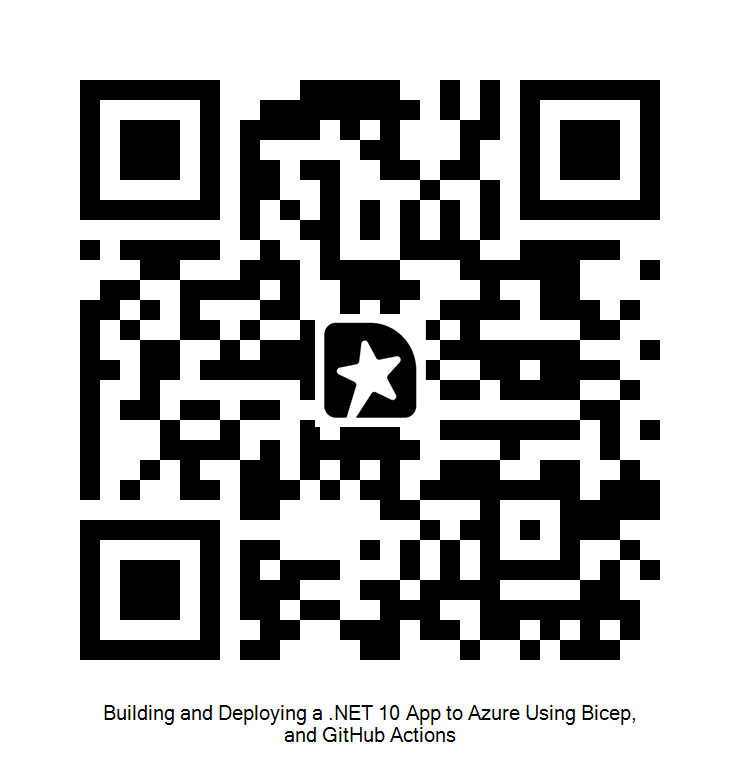 Building and Deploying a .NET 10 App to Azure Using Bicep,
and GitHub Actions